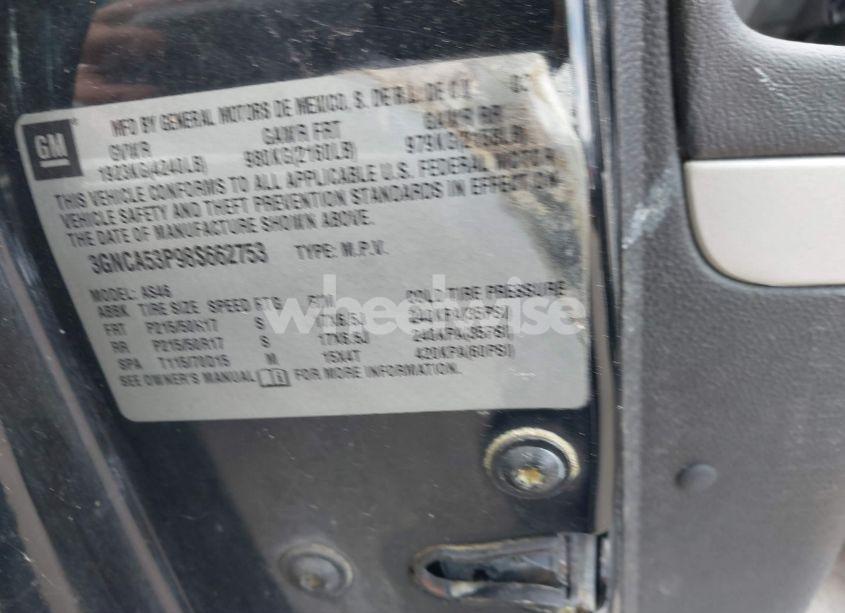 GM
MFD BY GENERAL MOTORS DE MEXICO, S. DE R.L. DE C.V. 03
GVWR GAWR FRT GAWR RR
1923KG(4240LB) 980KG(2160LB) 979KG
THIS VEHICLE CONFORMS TO ALL APPLICABLE U.S. FEDERAL MOTOR
VEHICLE SAFETY AND THEFT PREVENTION STANDARDS IN EFFECT ON
THE DATE OF MANUFACTURE SHOWN ABOVE.
3GNCA53P96S662753 TYPE: M.P.V.
MODEL: AS46
TIRE SIZE SPEED RTG RIM COLD TIRE PRESSURE
FRT P215/50R17 S 17X6.5J 240KPA(35PSI)
RR P215/50R17 S 17X6.5J 240KPA(35PSI)
SPA T115/70D15 M 15X4T 420KPA(60PSI)
SEE OWNER'S MANUAL FOR MORE INFORMATION.
wheelwise